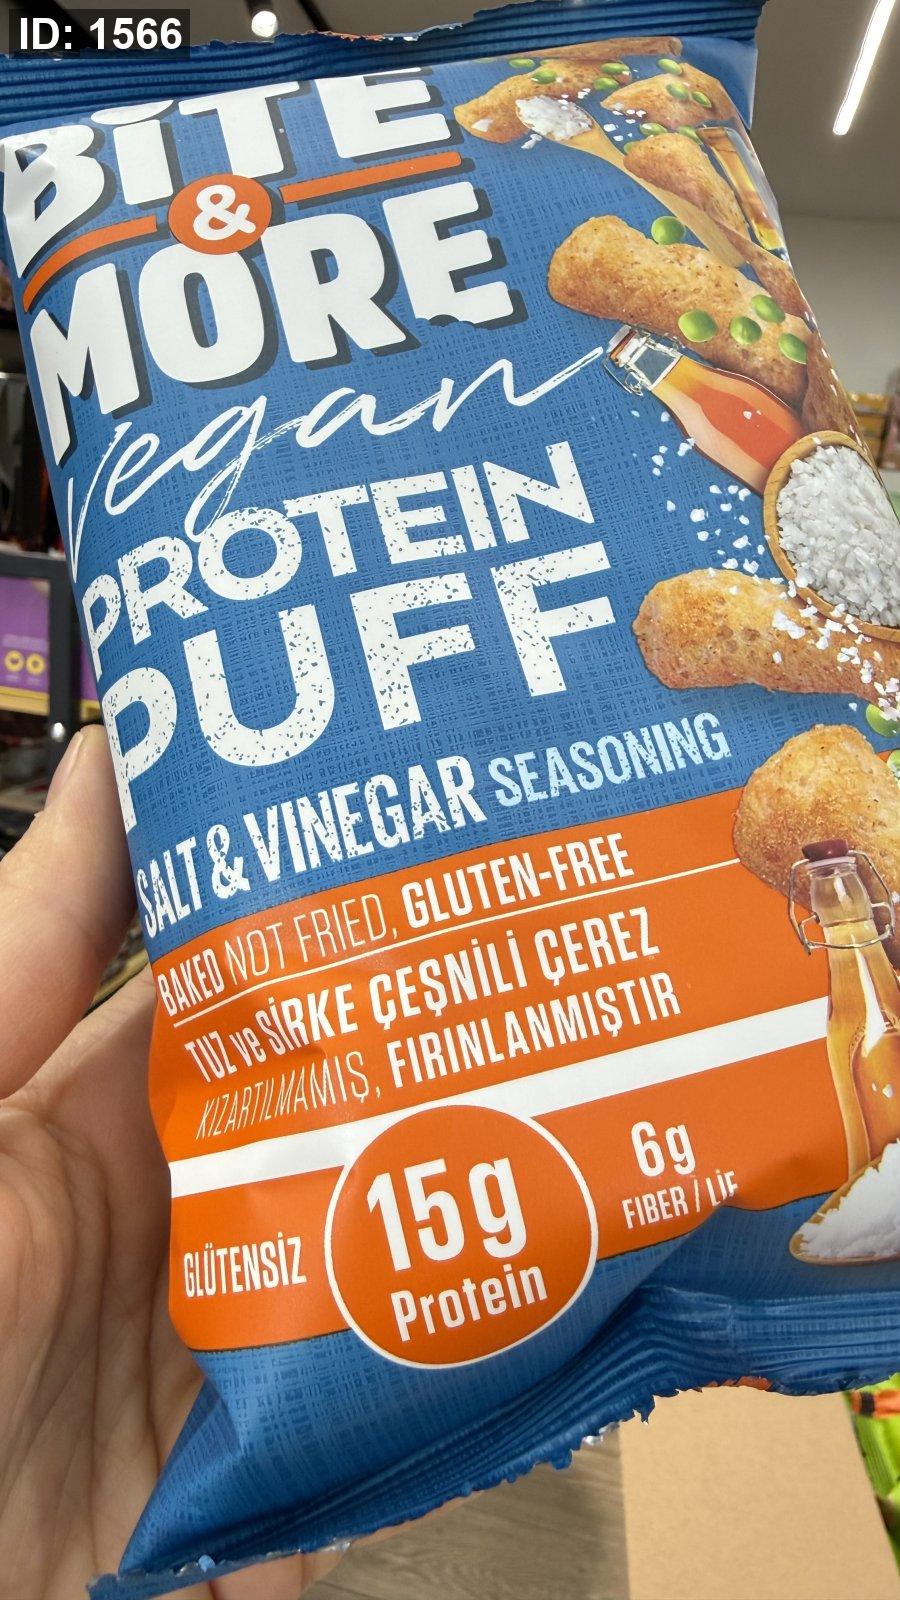 ID: 1566
BiTE
&
MORE
Vegan
PROTEIN
PUFF
SALT & VINEGAR SEASONING
BAKED NOT FRIED, GLUTEN-FREE
TUZ ve SİRKE ÇEŞNİLİ ÇEREZ
KIZARTILMAMIŞ, FIRINLANMIŞTIR
GLÜTENSİZ
15g
Protein
6g
FIBER / LİF